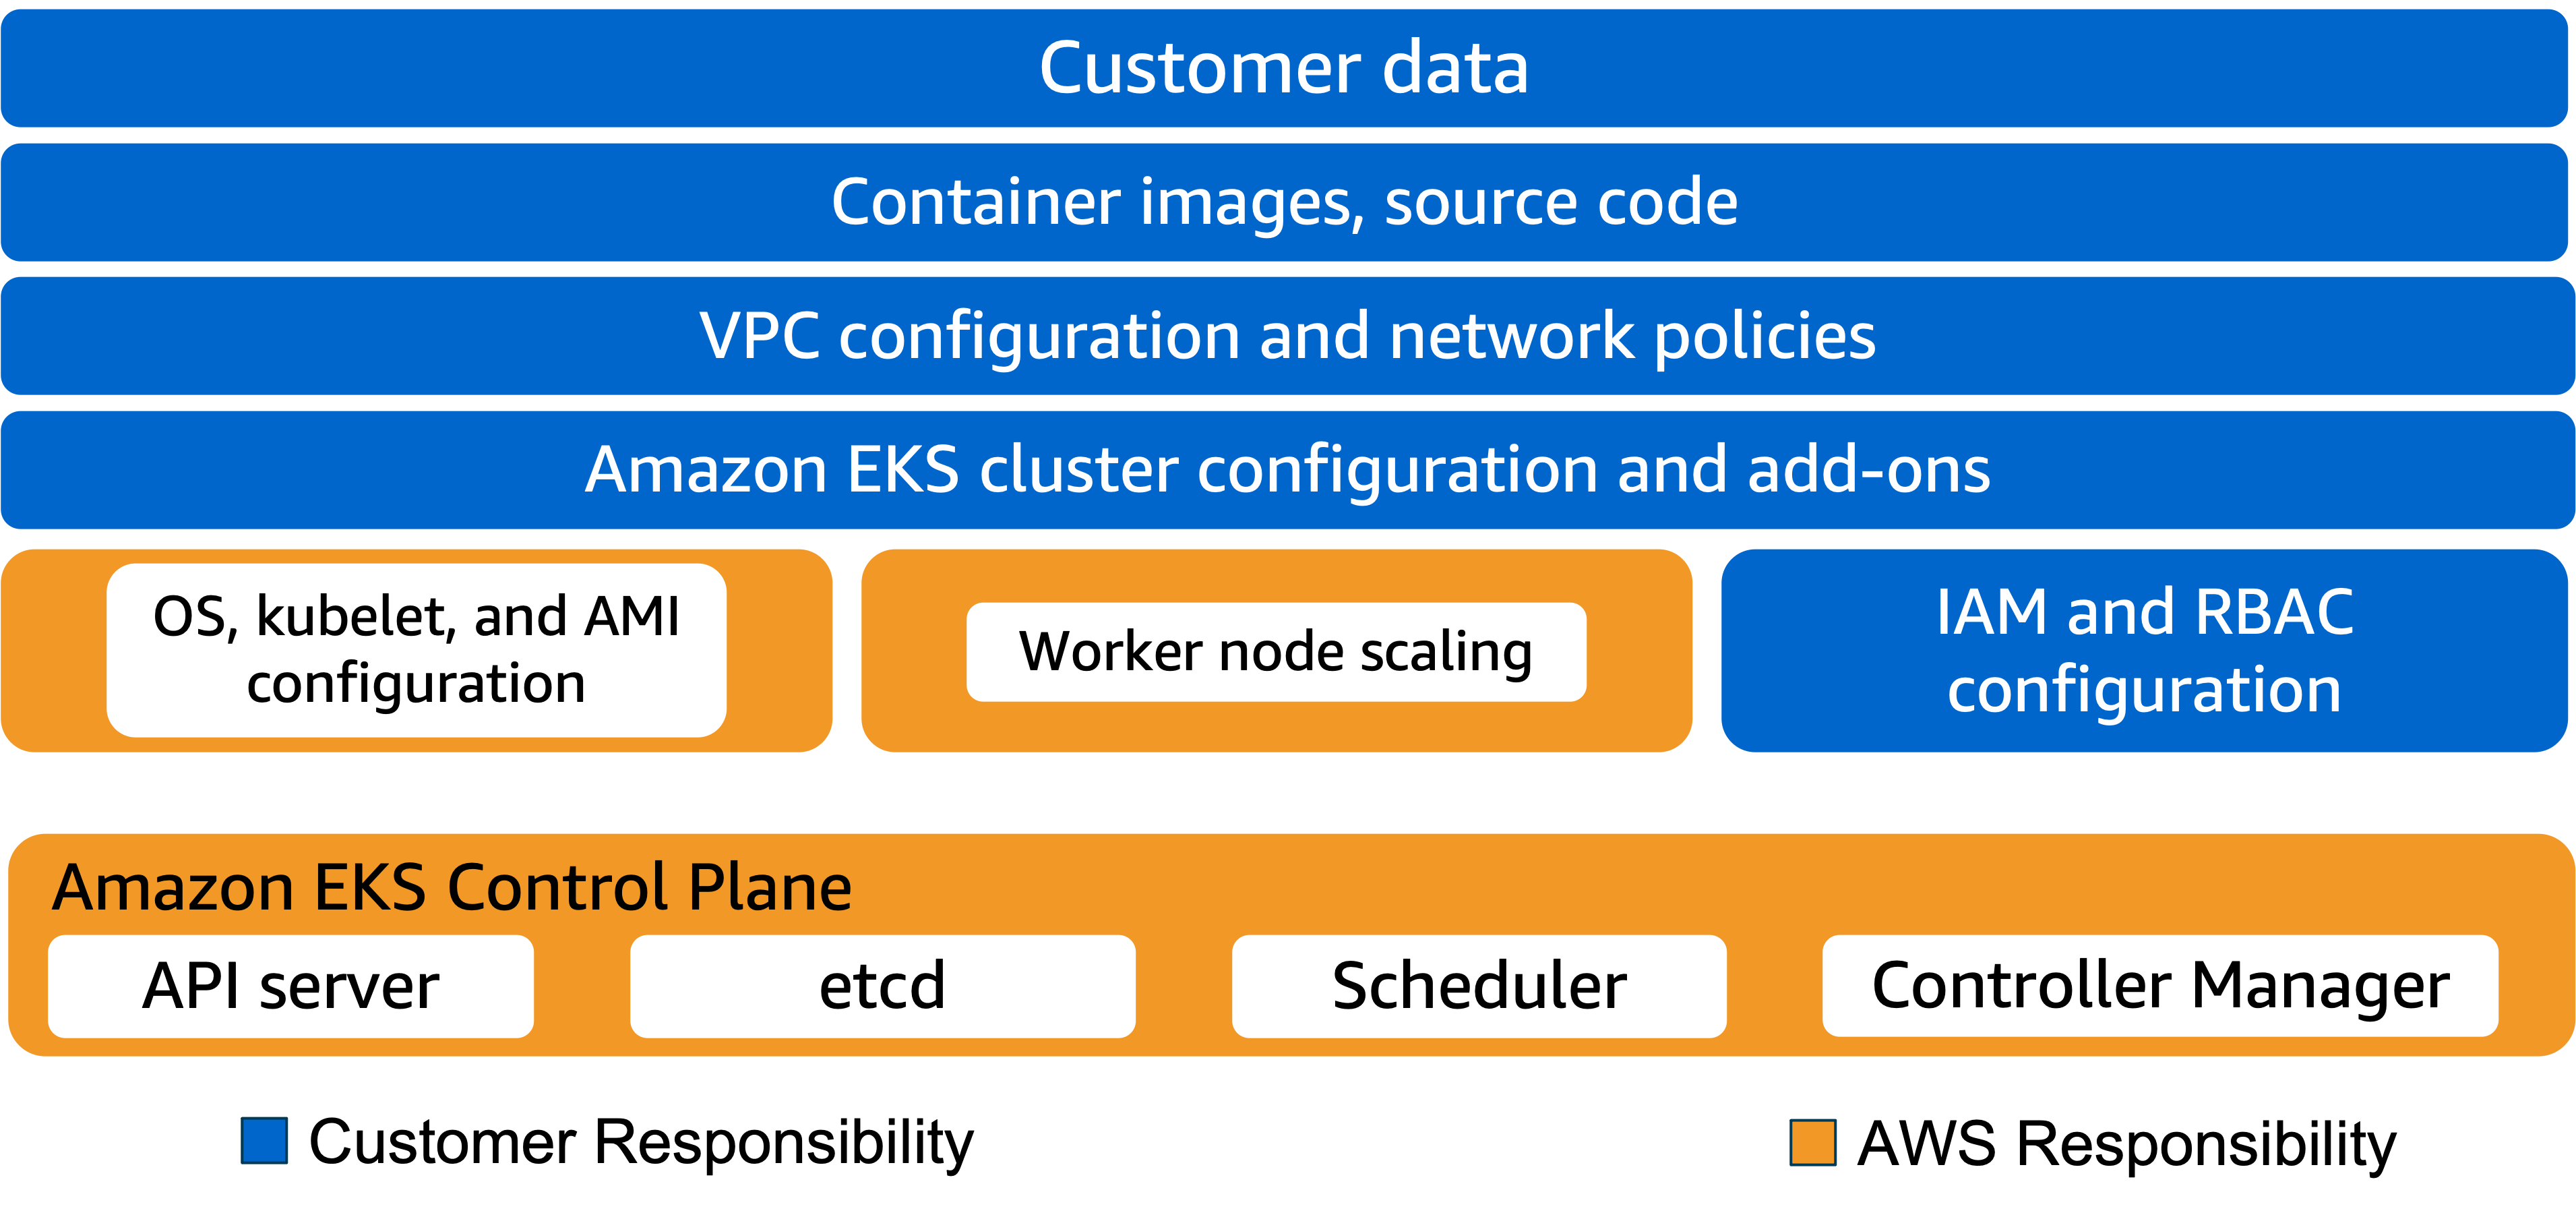 Customer data
Container images, source code
VPC configuration and network policies
Amazon EKS cluster configuration and add-ons
OS, kubelet, and AMI
configuration
Worker node scaling
IAM and RBAC
configuration
Amazon EKS Control Plane
API server
etcd
Scheduler
Controller Manager
Customer Responsibility
AWS Responsibility